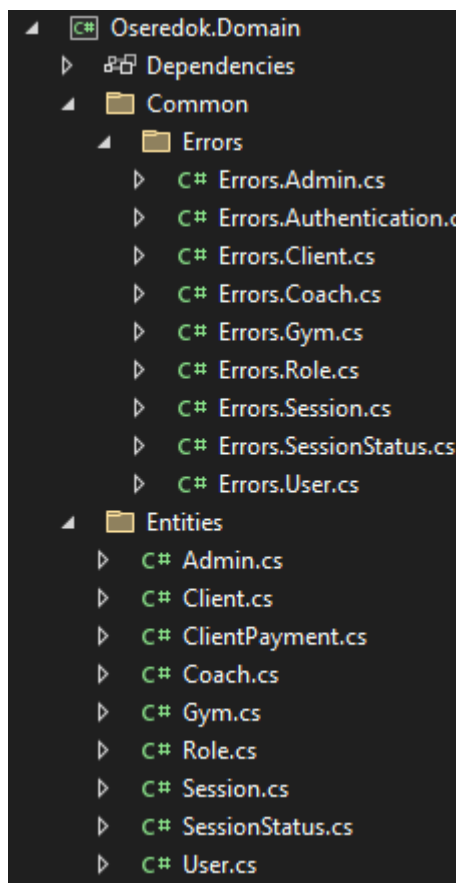 C# Oseredok.Domain
Dependencies
Common
Errors
C# Errors.Admin.cs
C# Errors.Authentication.c
C# Errors.Client.cs
C# Errors.Coach.cs
C# Errors.Gym.cs
C# Errors.Role.cs
C# Errors.Session.cs
C# Errors.SessionStatus.cs
C# Errors.User.cs
Entities
C# Admin.cs
C# Client.cs
C# ClientPayment.cs
C# Coach.cs
C# Gym.cs
C# Role.cs
C# Session.cs
C# SessionStatus.cs
C# User.cs